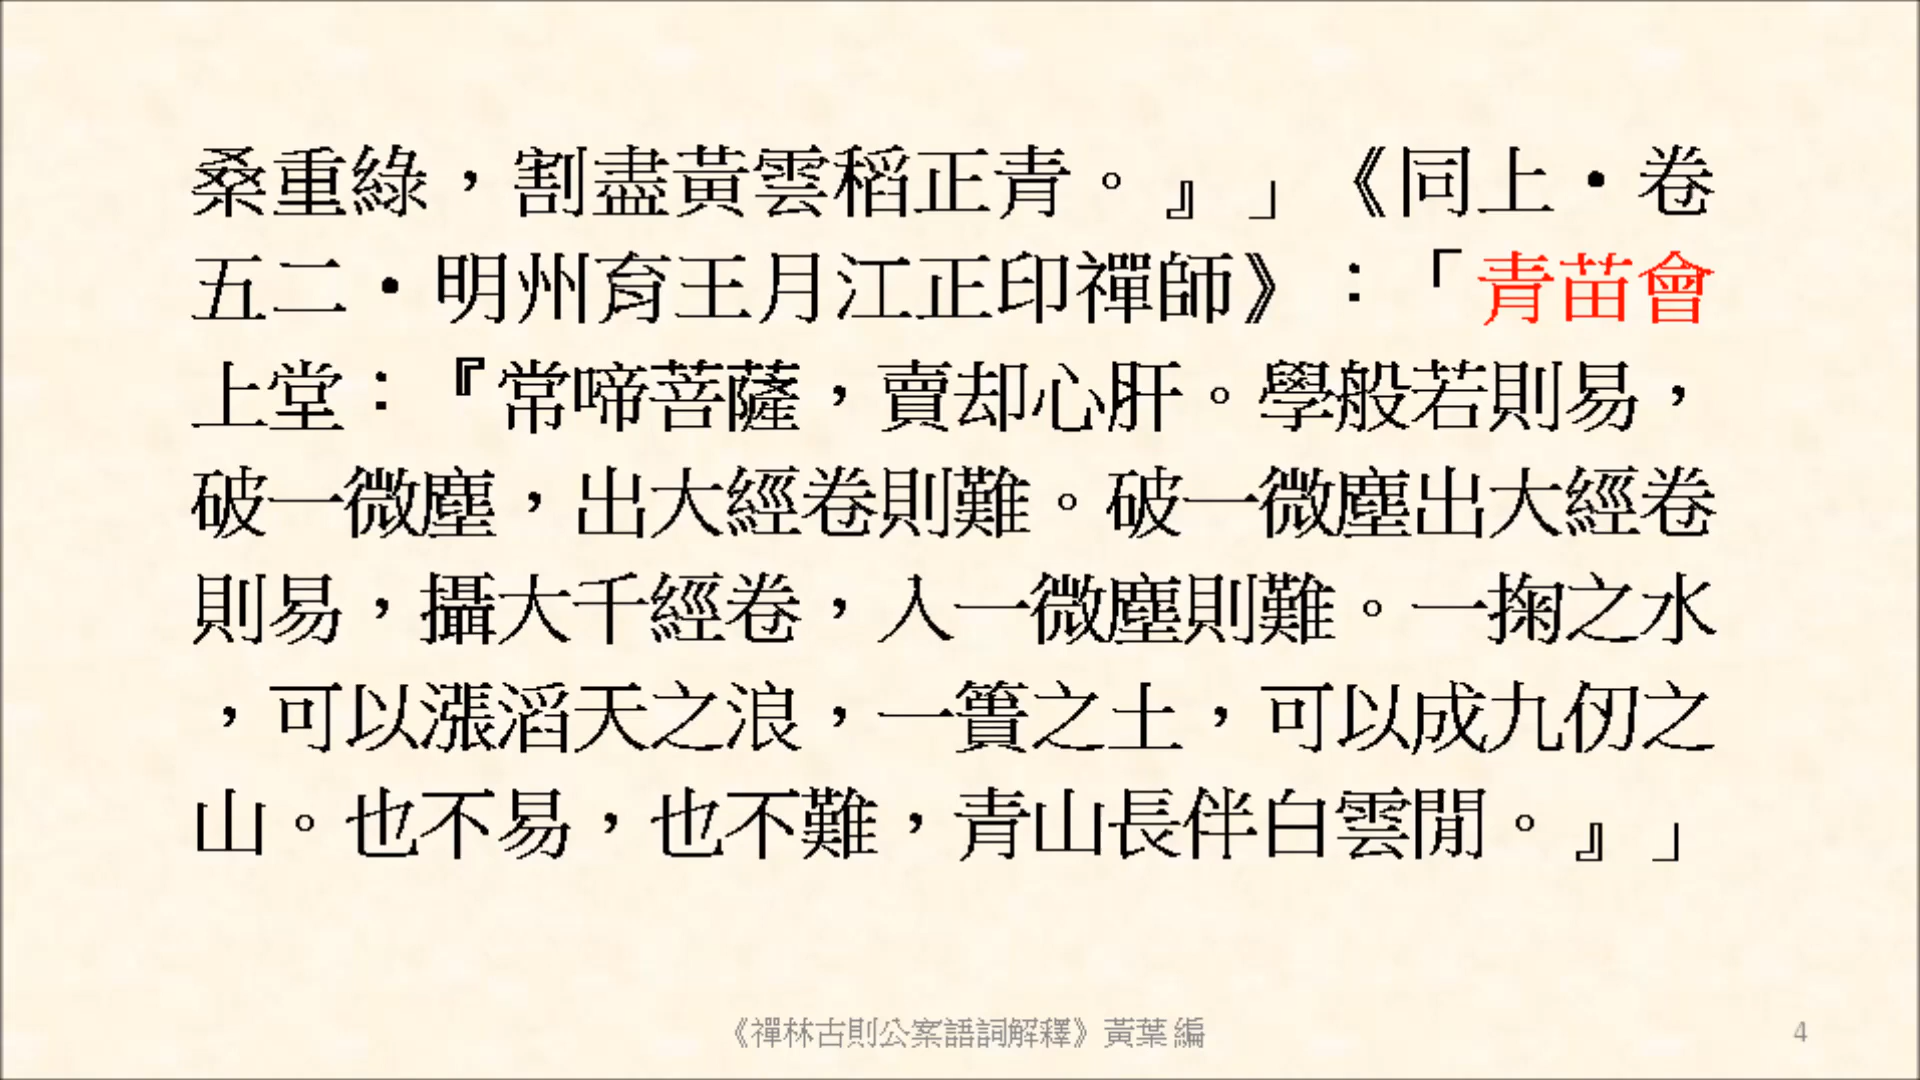 桑重綠，割盡黃雲稻正青。』」《同上‧卷
五二‧明州育王月江正印禪師》：「青苗會
上堂：『常啼菩薩，賣却心肝。學般若則易，
破一微塵，出大經卷則難。破一微塵出大經卷
則易，攝大千經卷，入一微塵則難。一掬之水
，可以漲滔天之浪，一簣之土，可以成九仞之
山。也不易，也不難，青山長伴白雲閒。』」
《禪林古則公案語詞解釋》黃葉 編
4